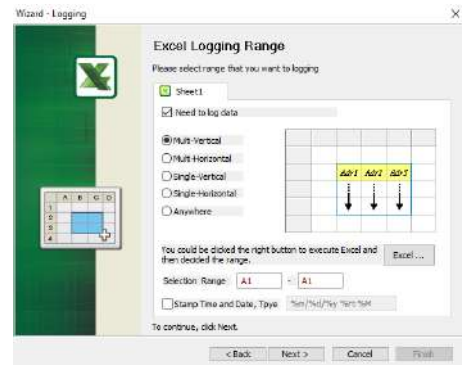 Wizard - Logging
Excel Logging Range
Please select range that you want to logging
Sheet1
Need to log data
Mult-Vertical
Mult-Horizontal
Single-Vertical
Single-Horizontal
Anywhere
Adr1 Adr2 Adr3
You could be clicked the right button to execute Excel and
then decided the range.
Excel ...
Selection Range A1 - A1
Stamp Time and Date, Tpye
To continue, click Next.
< Back Next > Cancel Finish
A B C D
1
2
3
4